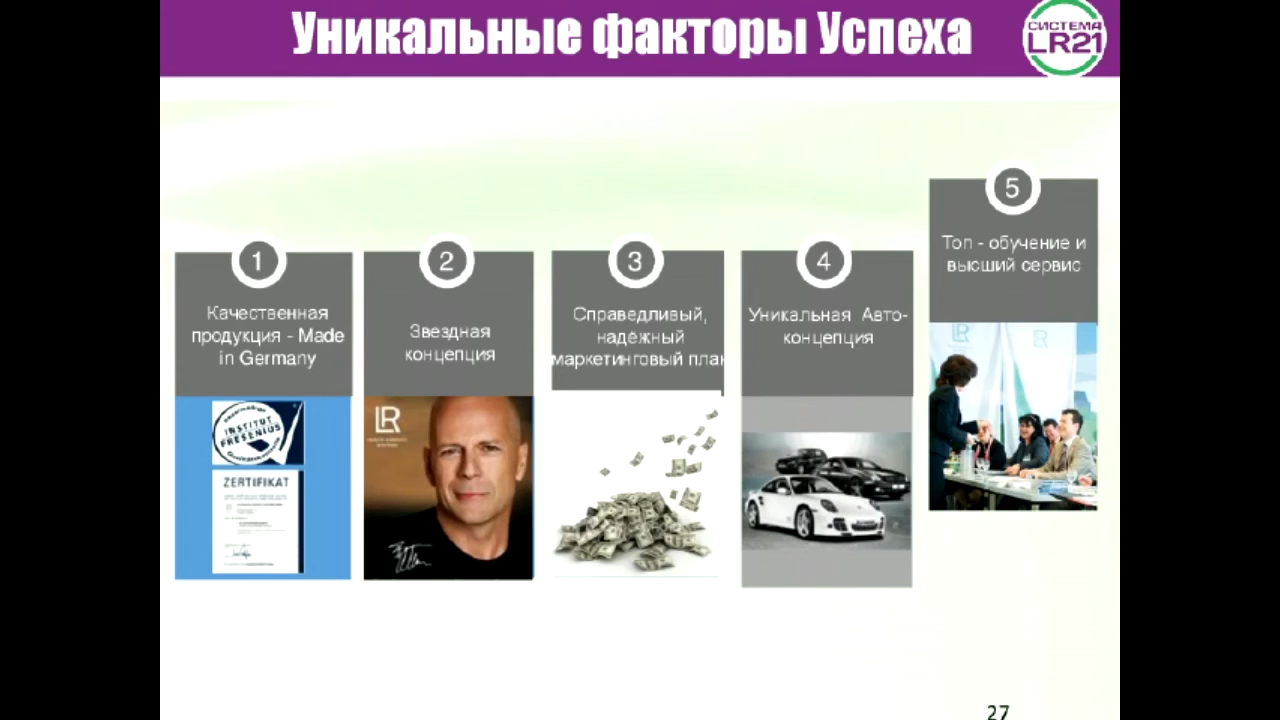 Уникальные факторы Успеха
СИСТЕМА
LR21
1
Качественная
продукция - Made
in Germany
INSTITUT
FRESENIUS
ZERTIFIKAT
2
Звездная
концепция
LR
3
Справедливый,
надёжный
маркетинговый план
4
Уникальная Авто-
концепция
5
Топ - обучение и
высший сервис
LR
27